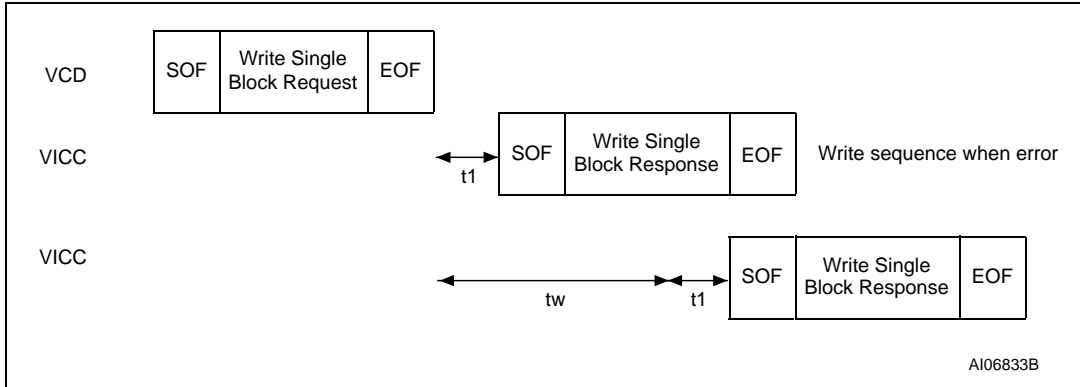 VCD
SOF
Write Single
Block Request
EOF
VICC
t1
SOF
Write Single
Block Response
EOF
Write sequence when error
VICC
tw
t1
SOF
Write Single
Block Response
EOF
AI06833B